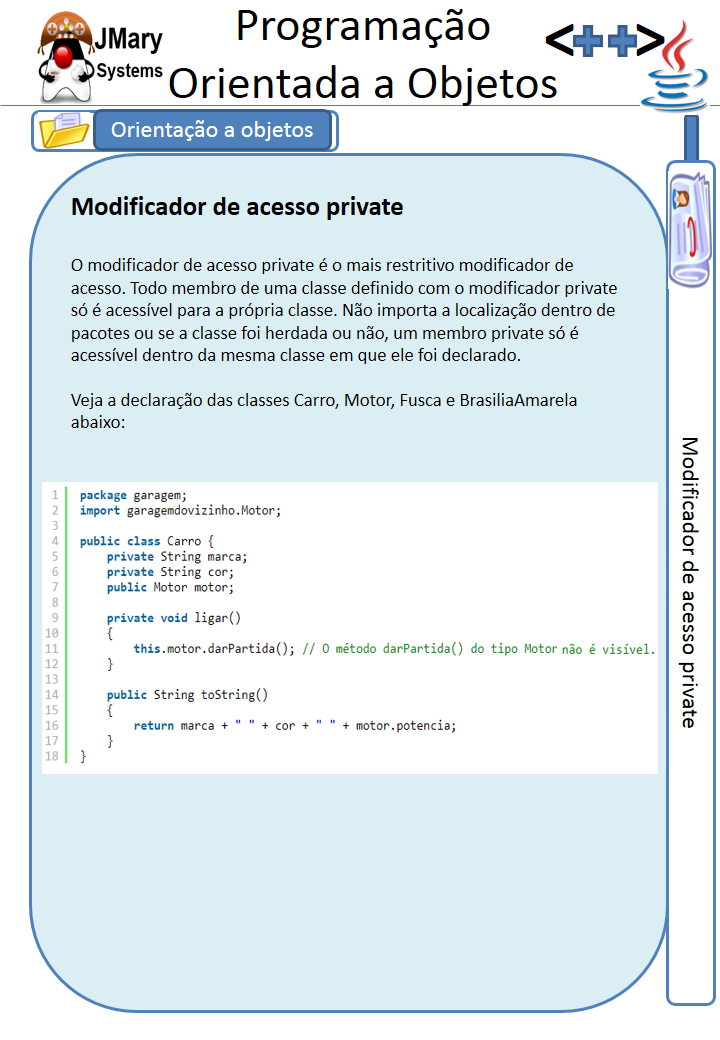 JMary
Systems
Programação
Orientada a Objetos
<++>
Orientação a objetos
Modificador de acesso private
O modificador de acesso private é o mais restritivo modificador de
acesso. Todo membro de uma classe definido com o modificador private
só é acessível para a própria classe. Não importa a localização dentro de
pacotes ou se a classe foi herdada ou não, um membro private só é
acessível dentro da mesma classe em que ele foi declarado.
Veja a declaração das classes Carro, Motor, Fusca e BrasiliaAmarela
abaixo:
1 package garagem;
2 import garagemdovizinho.Motor;
3
4 public class Carro {
5     private String marca;
6     private String cor;
7     public Motor motor;
8
9     private void ligar()
10     {
11         this.motor.darPartida(); // O método darPartida() do tipo Motor não é visível.
12     }
13
14     public String toString()
15     {
16         return marca + " " + cor + " " + motor.potencia;
17     }
18 }
Modificador de acesso private